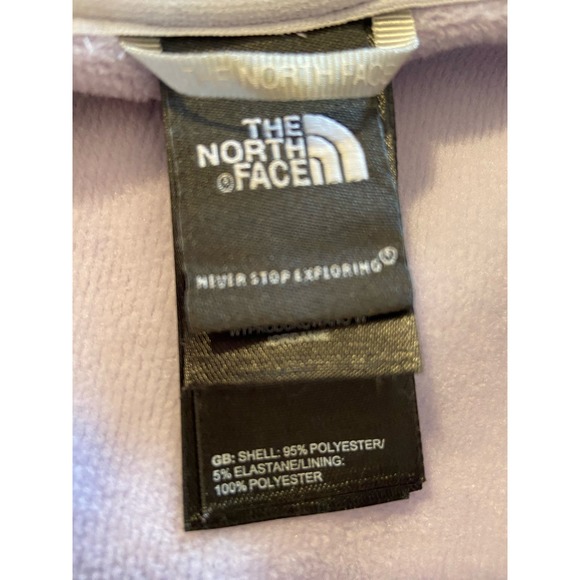 THE NORTH FACE
THE
NORTH
FACE
NEVER STOP EXPLORING
GB: SHELL: 95% POLYESTER/
5% ELASTANE/LINING:
100% POLYESTER